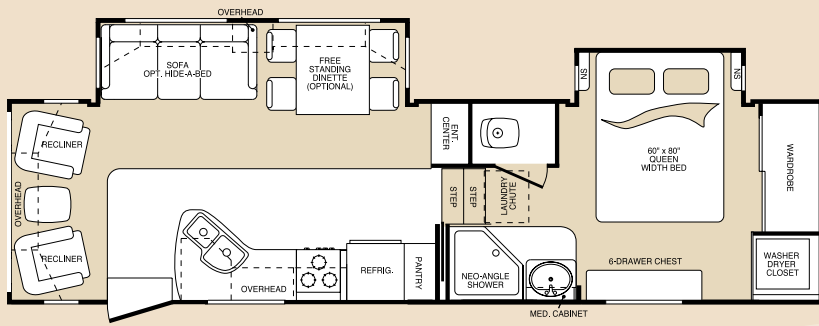 OVERHEAD
SOFA
OPT. HIDE-A-BED
FREE
STANDING
DINETTE
(OPTIONAL)
RECLINER
OVERHEAD
RECLINER
ENT.
CENTER
STEP
STEP
LAUNDRY
CHUTE
OVERHEAD
REFRIG.
PANTRY
NEO-ANGLE
SHOWER
MED. CABINET
NS
NS
60" x 80"
QUEEN
WIDTH BED
6-DRAWER CHEST
WARDROBE
WASHER
DRYER
CLOSET